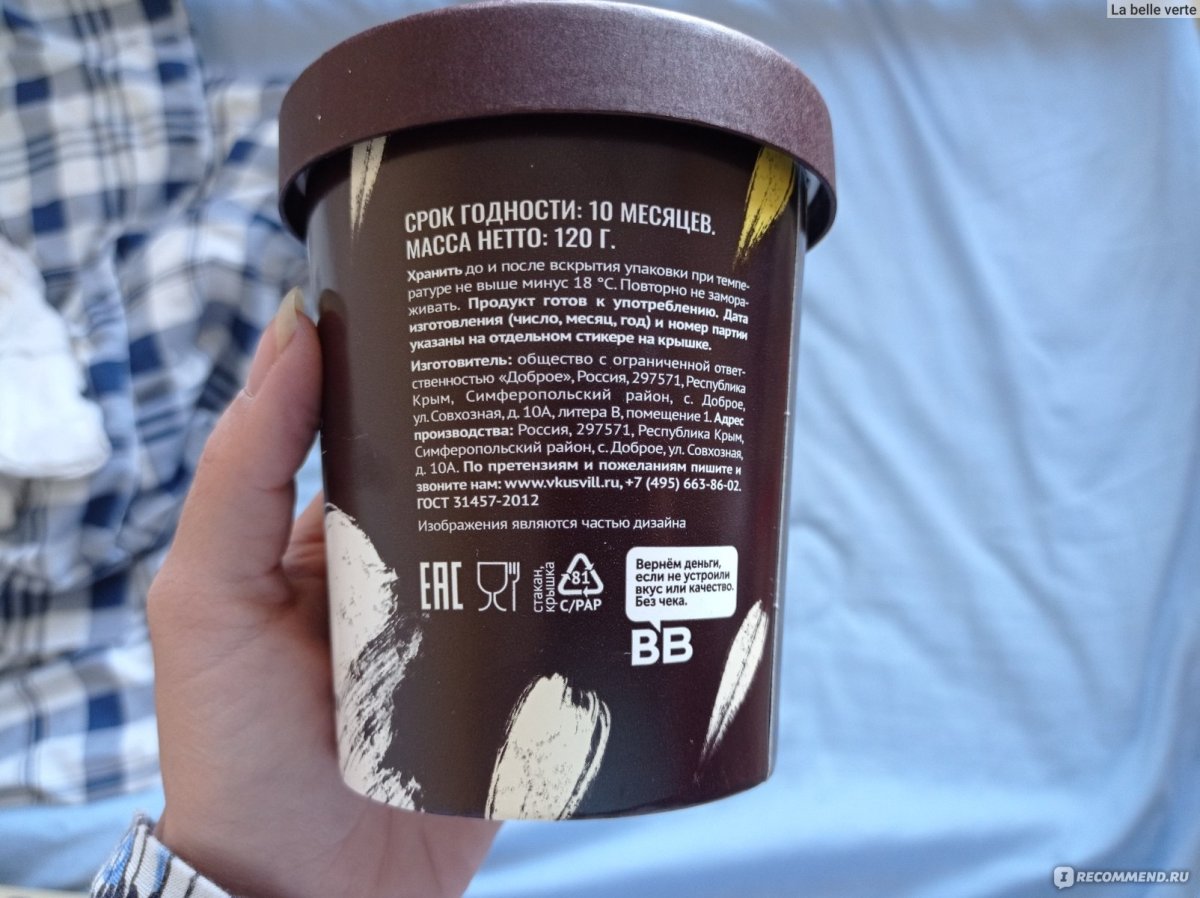 La belle verte
СРОК ГОДНОСТИ: 10 МЕСЯЦЕВ.
МАССА НЕТТО: 120 Г.
Хранить до и после вскрытия упаковки при темпе-
ратуре не выше минус 18 °С. Повторно не замора-
живать. Продукт готов к употреблению. Дата
изготовления (число, месяц, год) и номер партии
указаны на отдельном стикере на крышке.
Изготовитель: общество с ограниченной ответ-
ственностью «Доброе», Россия, 297571, Республика
Крым, Симферопольский район, с. Доброе,
ул. Совхозная, д. 10А, литера В, помещение 1. Адрес
производства: Россия, 297571, Республика Крым,
Симферопольский район, с. Доброе, ул. Совхозная,
д. 10А. По претензиям и пожеланиям пишите и
звоните нам: www.vkusvill.ru, +7 (495) 663-86-02.
ГОСТ 31457-2012
Изображения являются частью дизайна
EAC
стакан,
крышка
81
C/PAP
Вернём деньги,
если не устроили
вкус или качество.
Без чека.
ВВ
IRECOMMEND.RU